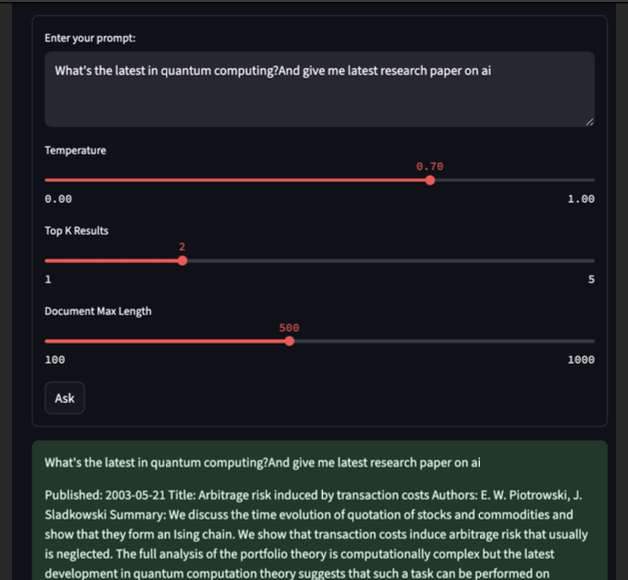 Enter your prompt:
What's the latest in quantum computing?And give me latest research paper on ai
Temperature
0.70
0.00 1.00
Top K Results
2
1 5
Document Max Length
500
100 1000
Ask
What's the latest in quantum computing?And give me latest research paper on ai
Published: 2003-05-21 Title: Arbitrage risk induced by transaction costs Authors: E. W. Piotrowski, J.
Sladkowski Summary: We discuss the time evolution of quotation of stocks and commodities and
show that they form an Ising chain. We show that transaction costs induce arbitrage risk that usually
is neglected. The full analysis of the portfolio theory is computationally complex but the latest
development in quantum computation theory suggests that such a task can be performed on